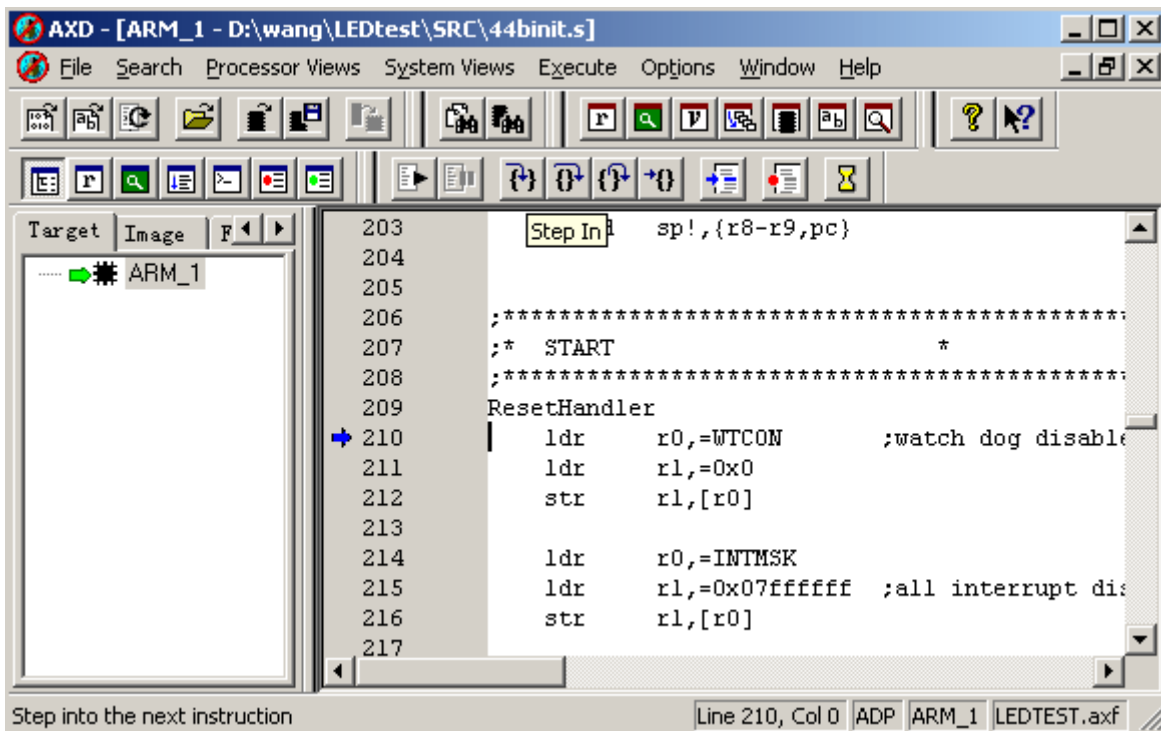 AXD - [ARM_1 - D:\wang\LEDtest\SRC\44binit.s]
File Search Processor Views System Views Execute Options Window Help
Target Image F
ARM_1
Step In
203 sp!,{r8-r9,pc}
204
205
206 ;*********************************************
207 ;* START *
208 ;*********************************************
209 ResetHandler
210 ldr r0,=WTCON ;watch dog disable
211 ldr r1,=0x0
212 str r1,[r0]
213
214 ldr r0,=INTMSK
215 ldr r1,=0x07ffffff ;all interrupt dis
216 str r1,[r0]
217
Step into the next instruction
Line 210, Col 0 ADP ARM_1 LEDTEST.axf